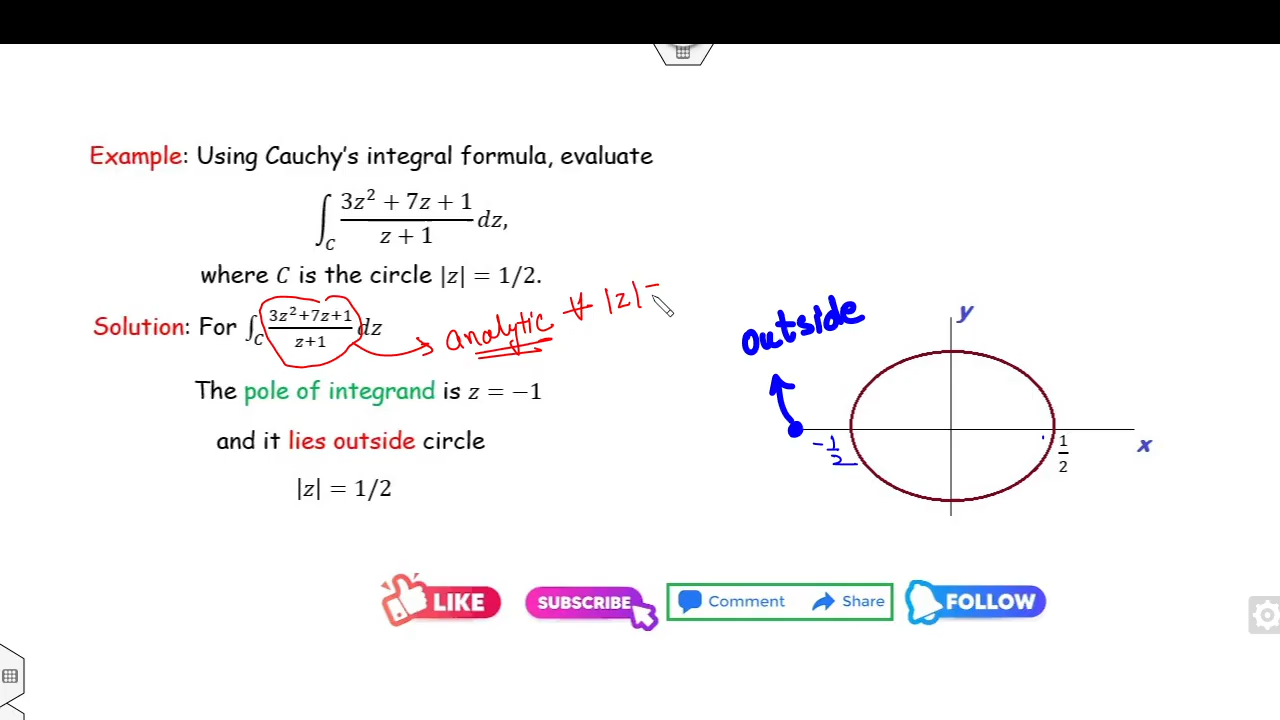 Example: Using Cauchy's integral formula, evaluate
∫_C (3z² + 7z + 1)/(z + 1) dz,
where C is the circle |z| = 1/2.
Solution: For ∫_C (3z²+7z+1)/(z+1) dz
analytic ∀ |z| -
The pole of integrand is z = −1
and it lies outside circle
|z| = 1/2
outside
y
-1/2
1/2
x
LIKE
SUBSCRIBE
Comment
Share
FOLLOW